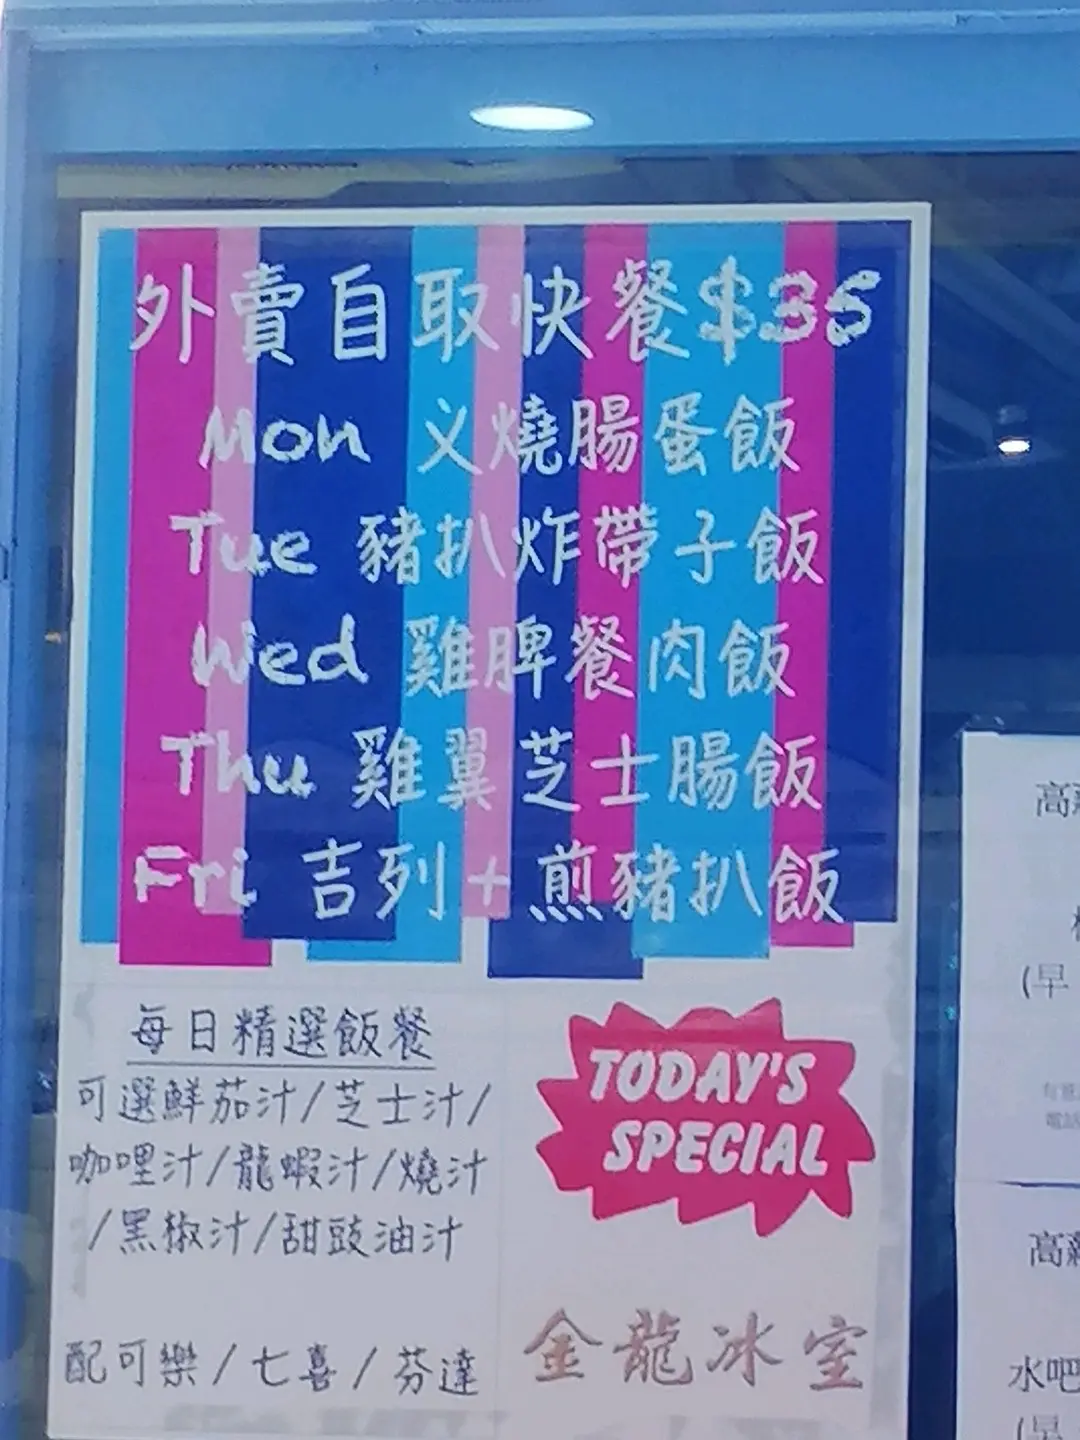 外賣自取快餐$35
Mon 义燒腸蛋飯
Tue 豬扒炸帶子飯
Wed 雞脾餐肉飯
Thu 雞翼芝士腸飯
Fri 吉列+煎豬扒飯
每日精選飯餐
可選鮮茄汁/芝士汁/
咖哩汁/龍蝦汁/燒汁
/黑椒汁/甜豉油汁
配可樂/七喜/芬達
TODAY'S
SPECIAL
金龍冰室
高
(早
高
水吧
(早